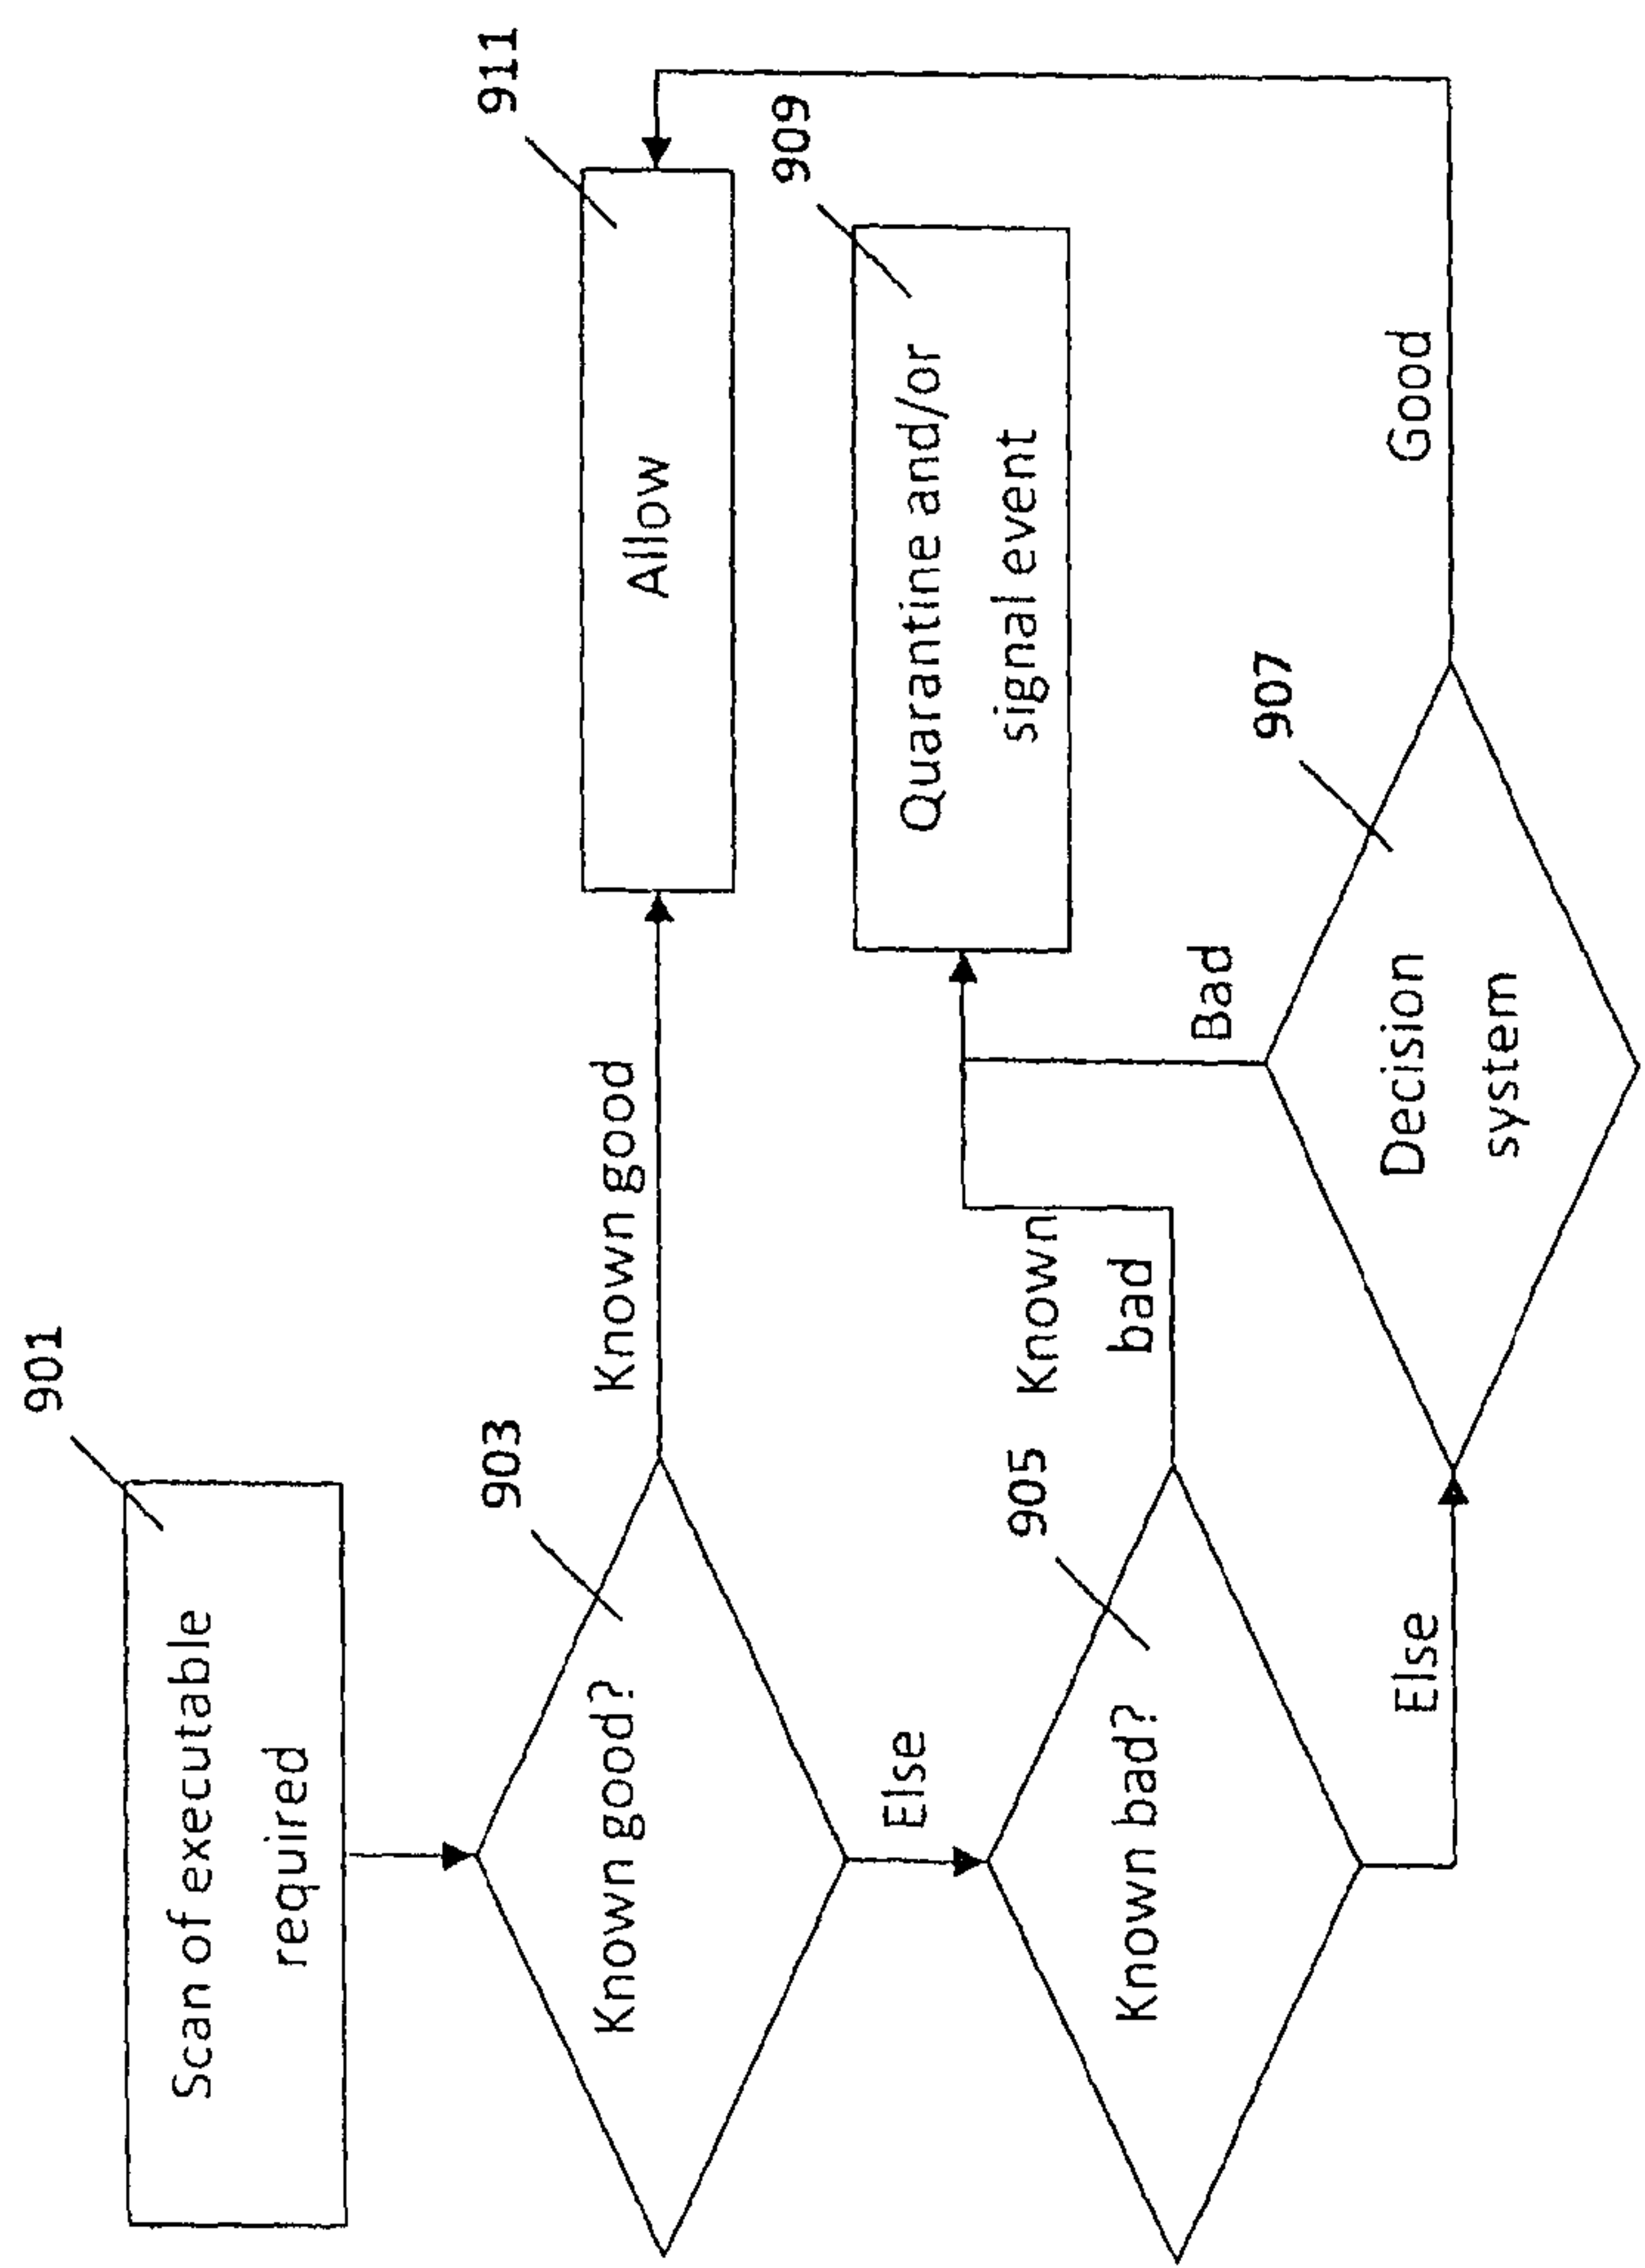 901
Scan of executable
required
903
Known good?
Known good
911
Allow
Else
905
Known bad?
Known
bad
909
Quarantine and/or
signal event
Else
907
Decision
system
Bad
Good